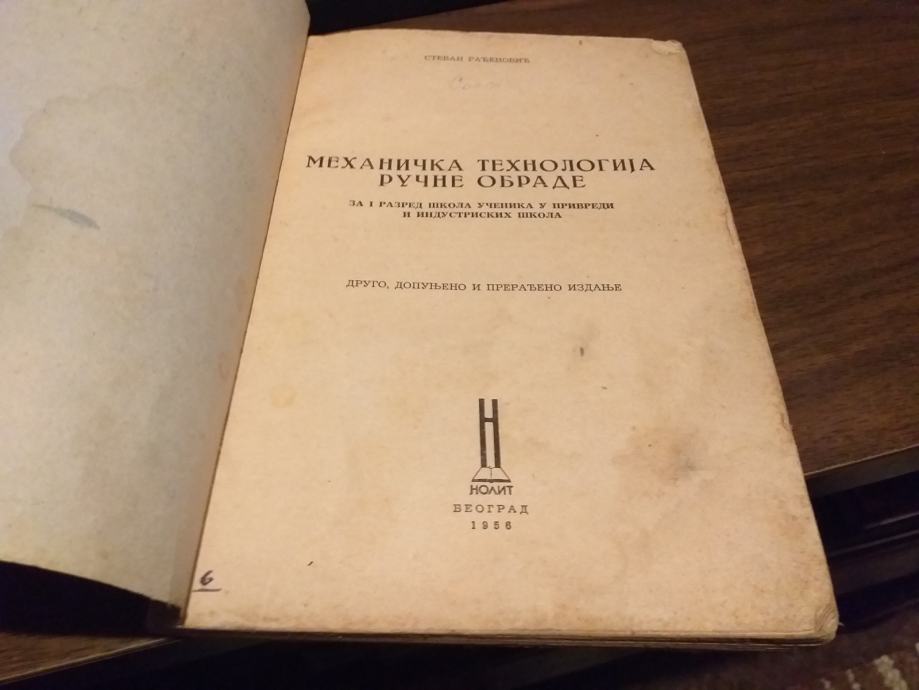 СТЕВАН РАЂЕНОВИЋ
МЕХАНИЧКА ТЕХНОЛОГИЈА
РУЧНЕ ОБРАДЕ
ЗА I РАЗРЕД ШКОЛА УЧЕНИКА У ПРИВРЕДИ
И ИНДУСТРИСКИХ ШКОЛА
ДРУГО, ДОПУЊЕНО И ПРЕРАЂЕНО ИЗДАЊЕ
НОЛИТ
БЕОГРАД
1956
6